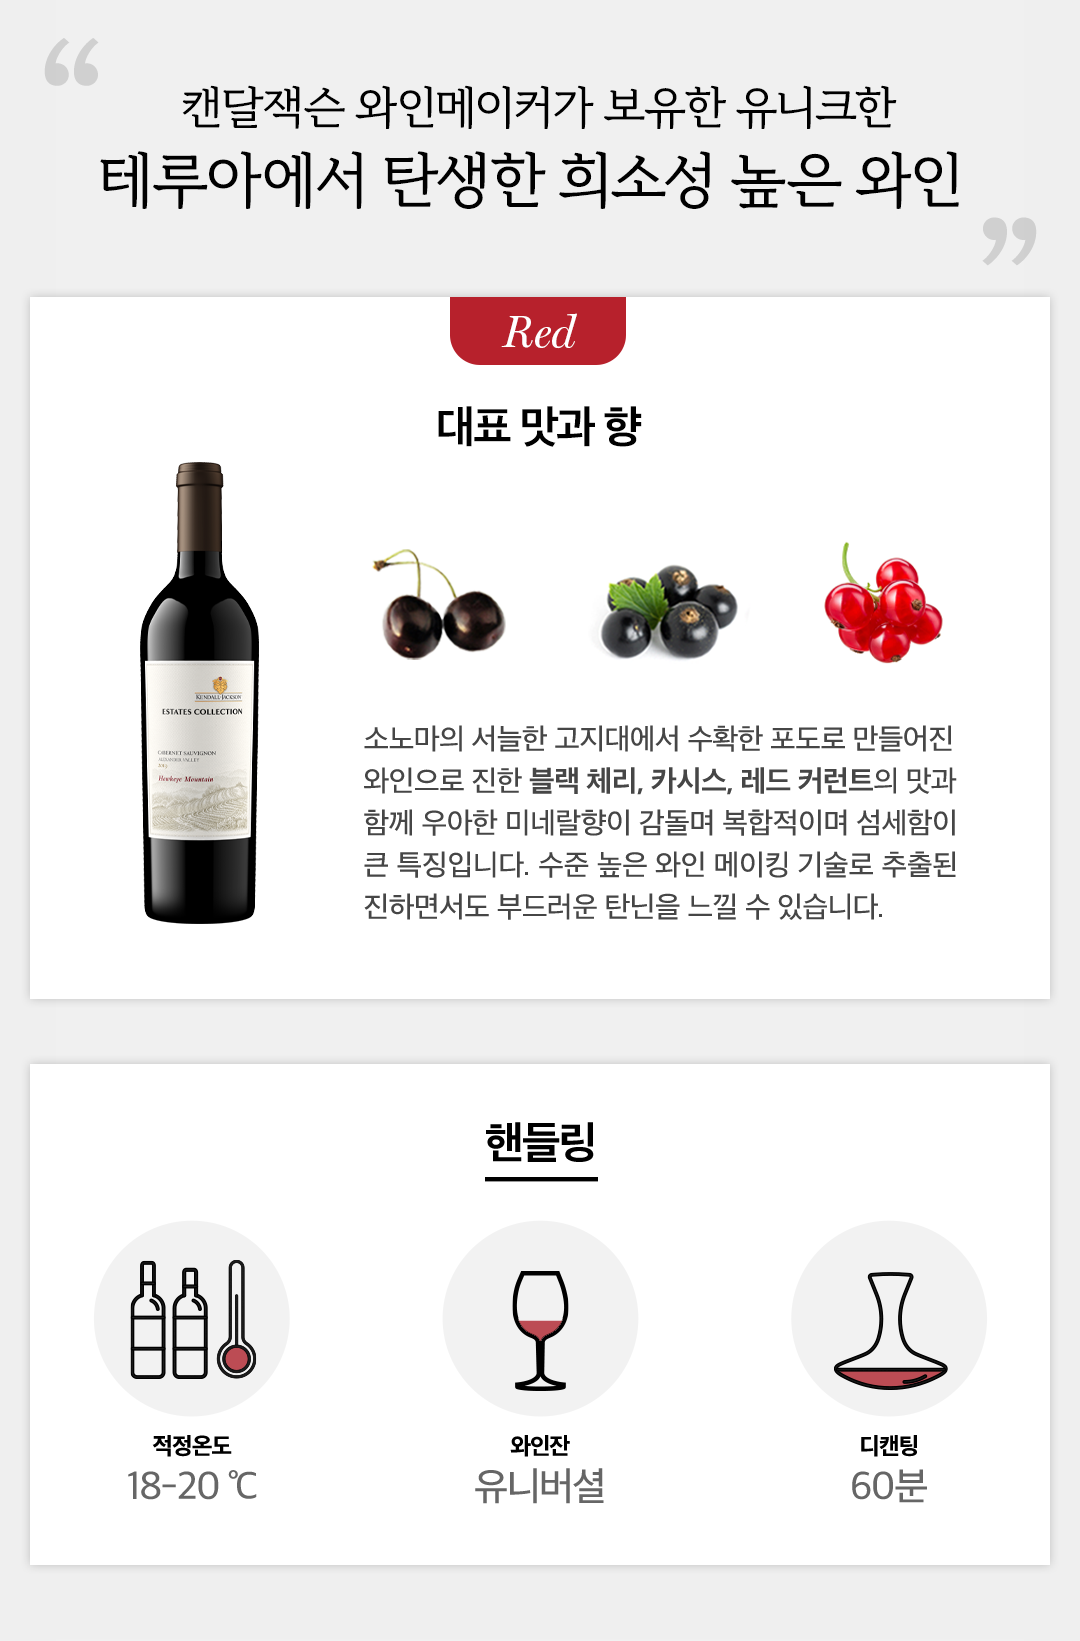 “
캔달잭슨 와인메이커가 보유한 유니크한
테루아에서 탄생한 희소성 높은 와인
”
Red
대표 맛과 향
KENDALL-JACKSON
ESTATES COLLECTION
CABERNET SAUVIGNON
ALEXANDER VALLEY
Hawkeye Mountain
소노마의 서늘한 고지대에서 수확한 포도로 만들어진
와인으로 진한 블랙 체리, 카시스, 레드 커런트의 맛과
함께 우아한 미네랄향이 감돌며 복합적이며 섬세함이
큰 특징입니다. 수준 높은 와인 메이킹 기술로 추출된
진하면서도 부드러운 탄닌을 느낄 수 있습니다.
핸들링
적정온도
18-20 ℃
와인잔
유니버셜
디캔팅
60분